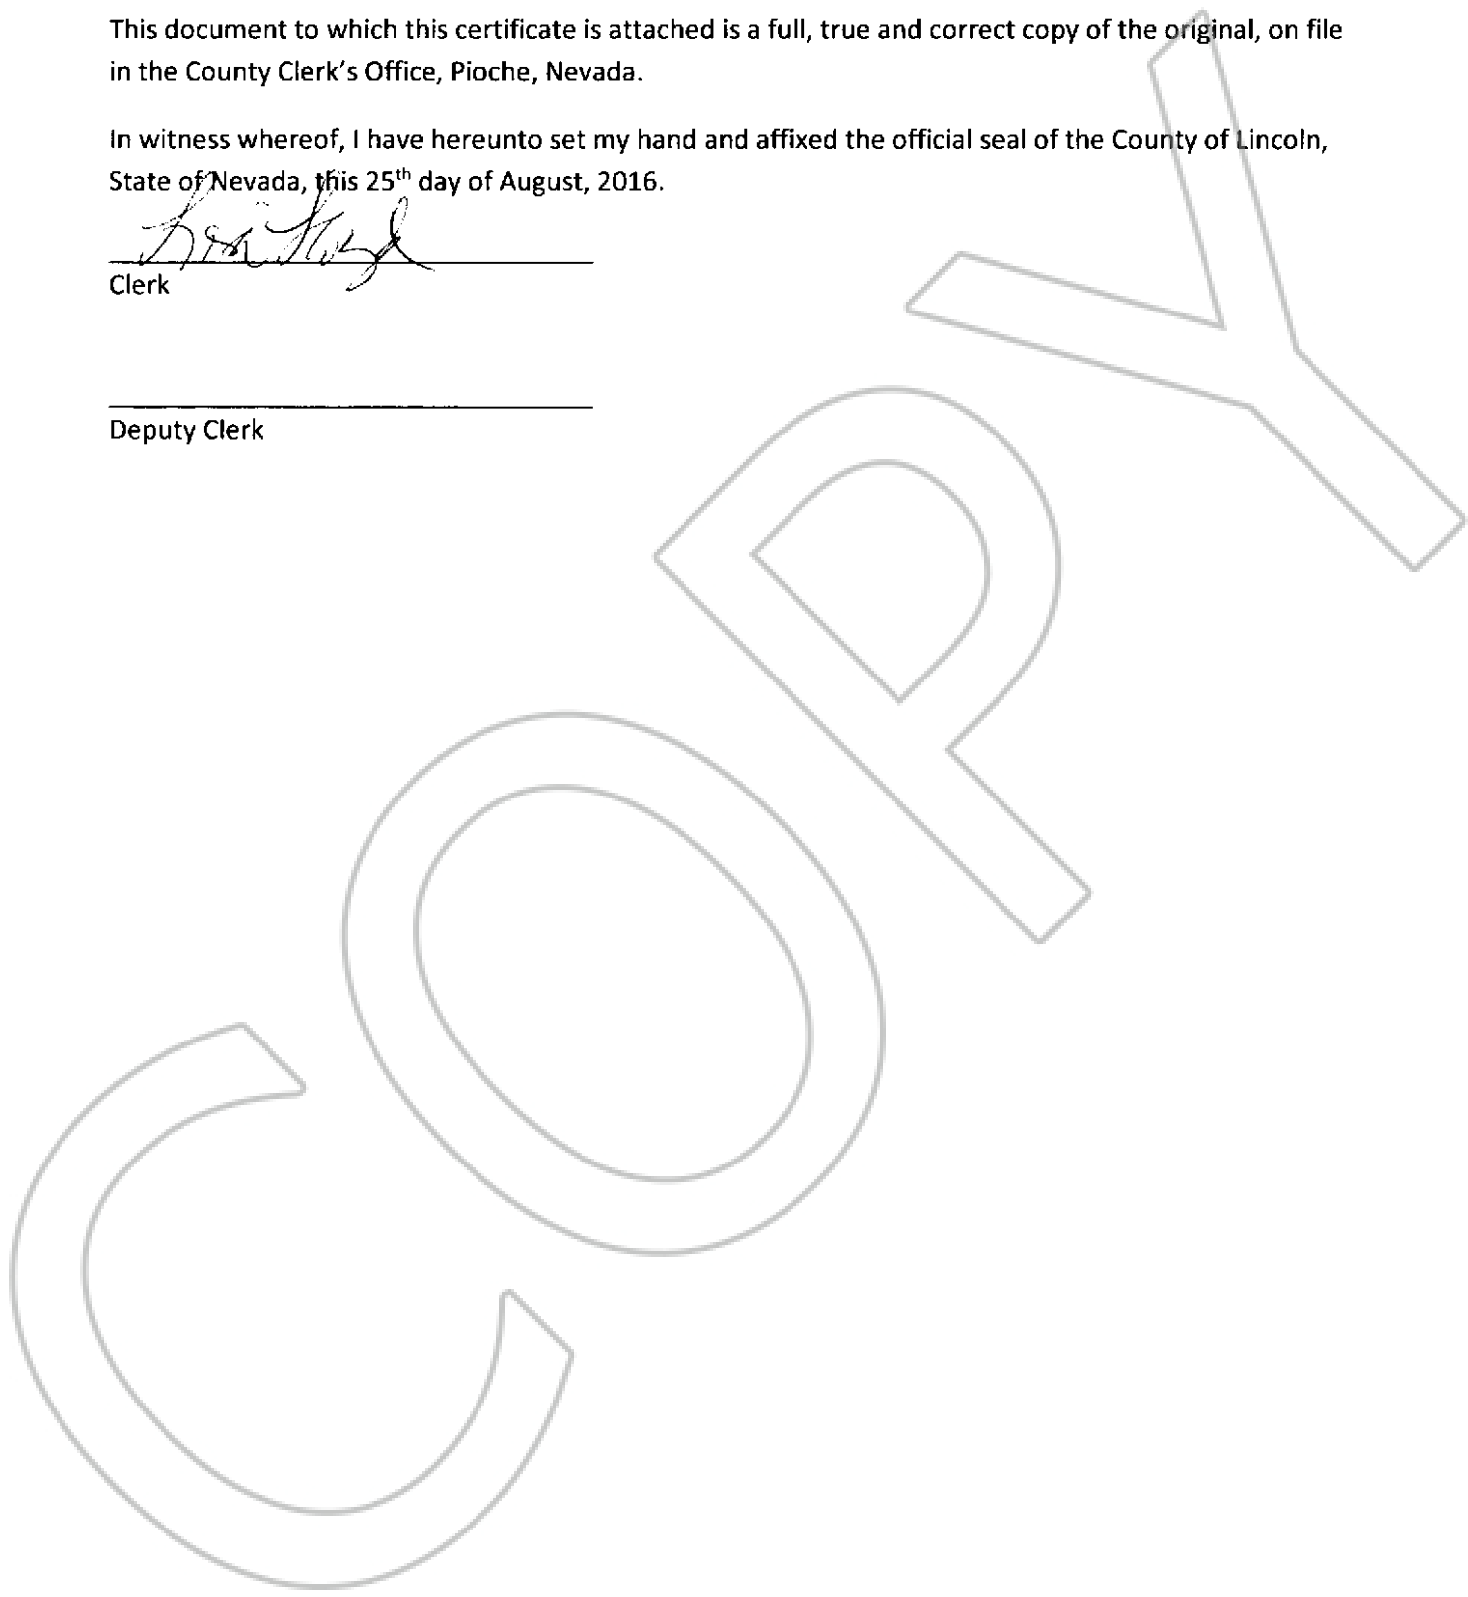 This document to which this certificate is attached is a full, true and correct copy of the original, on file
in the County Clerk's Office, Pioche, Nevada.
In witness whereof, I have hereunto set my hand and affixed the official seal of the County of Lincoln,
State of Nevada, this 25th day of August, 2016.
Clerk
Deputy Clerk
COPY